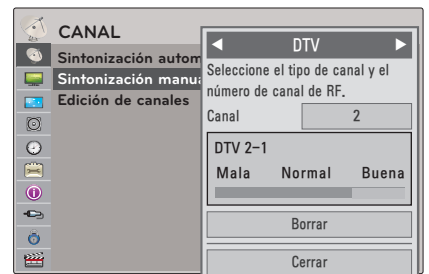 CANAL
Sintonización autom
Sintonización manua
Edición de canales
DTV
Seleccione el tipo de canal y el
número de canal de RF.
Canal 2
DTV 2-1
Mala Normal Buena
Borrar
Cerrar